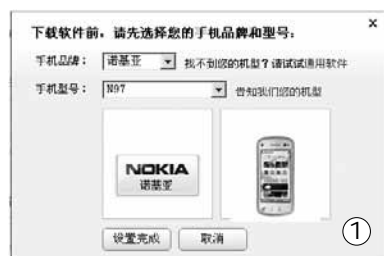 下载软件前，请先选择您的手机品牌和型号： ×
手机品牌： 诺基亚 找不到您的机型？请试试通用软件
手机型号： N97 告知我们您的机型
NOKIA
诺基亚
设置完成 取消
①